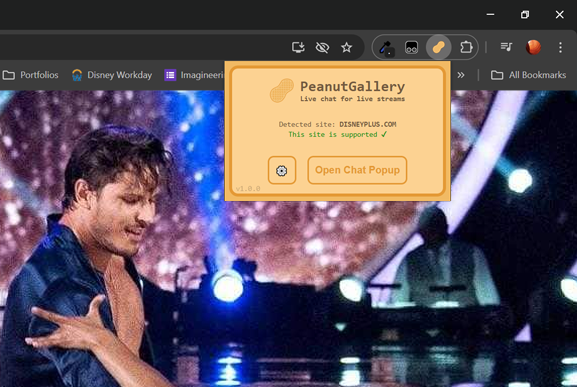 Portfolios
Disney Workday
Imagineeri
»
All Bookmarks
PeanutGallery
Live chat for live streams
Detected site: DISNEYPLUS.COM
This site is supported ✓
Open Chat Popup
v1.0.0